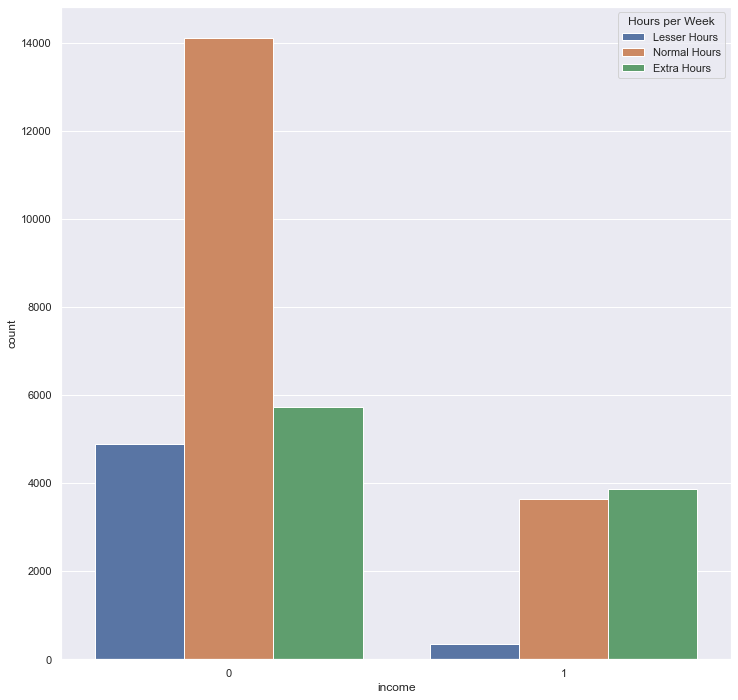 Hours per Week
Lesser Hours
Normal Hours
Extra Hours
14000
12000
10000
8000
6000
4000
2000
0
count
0 1
income